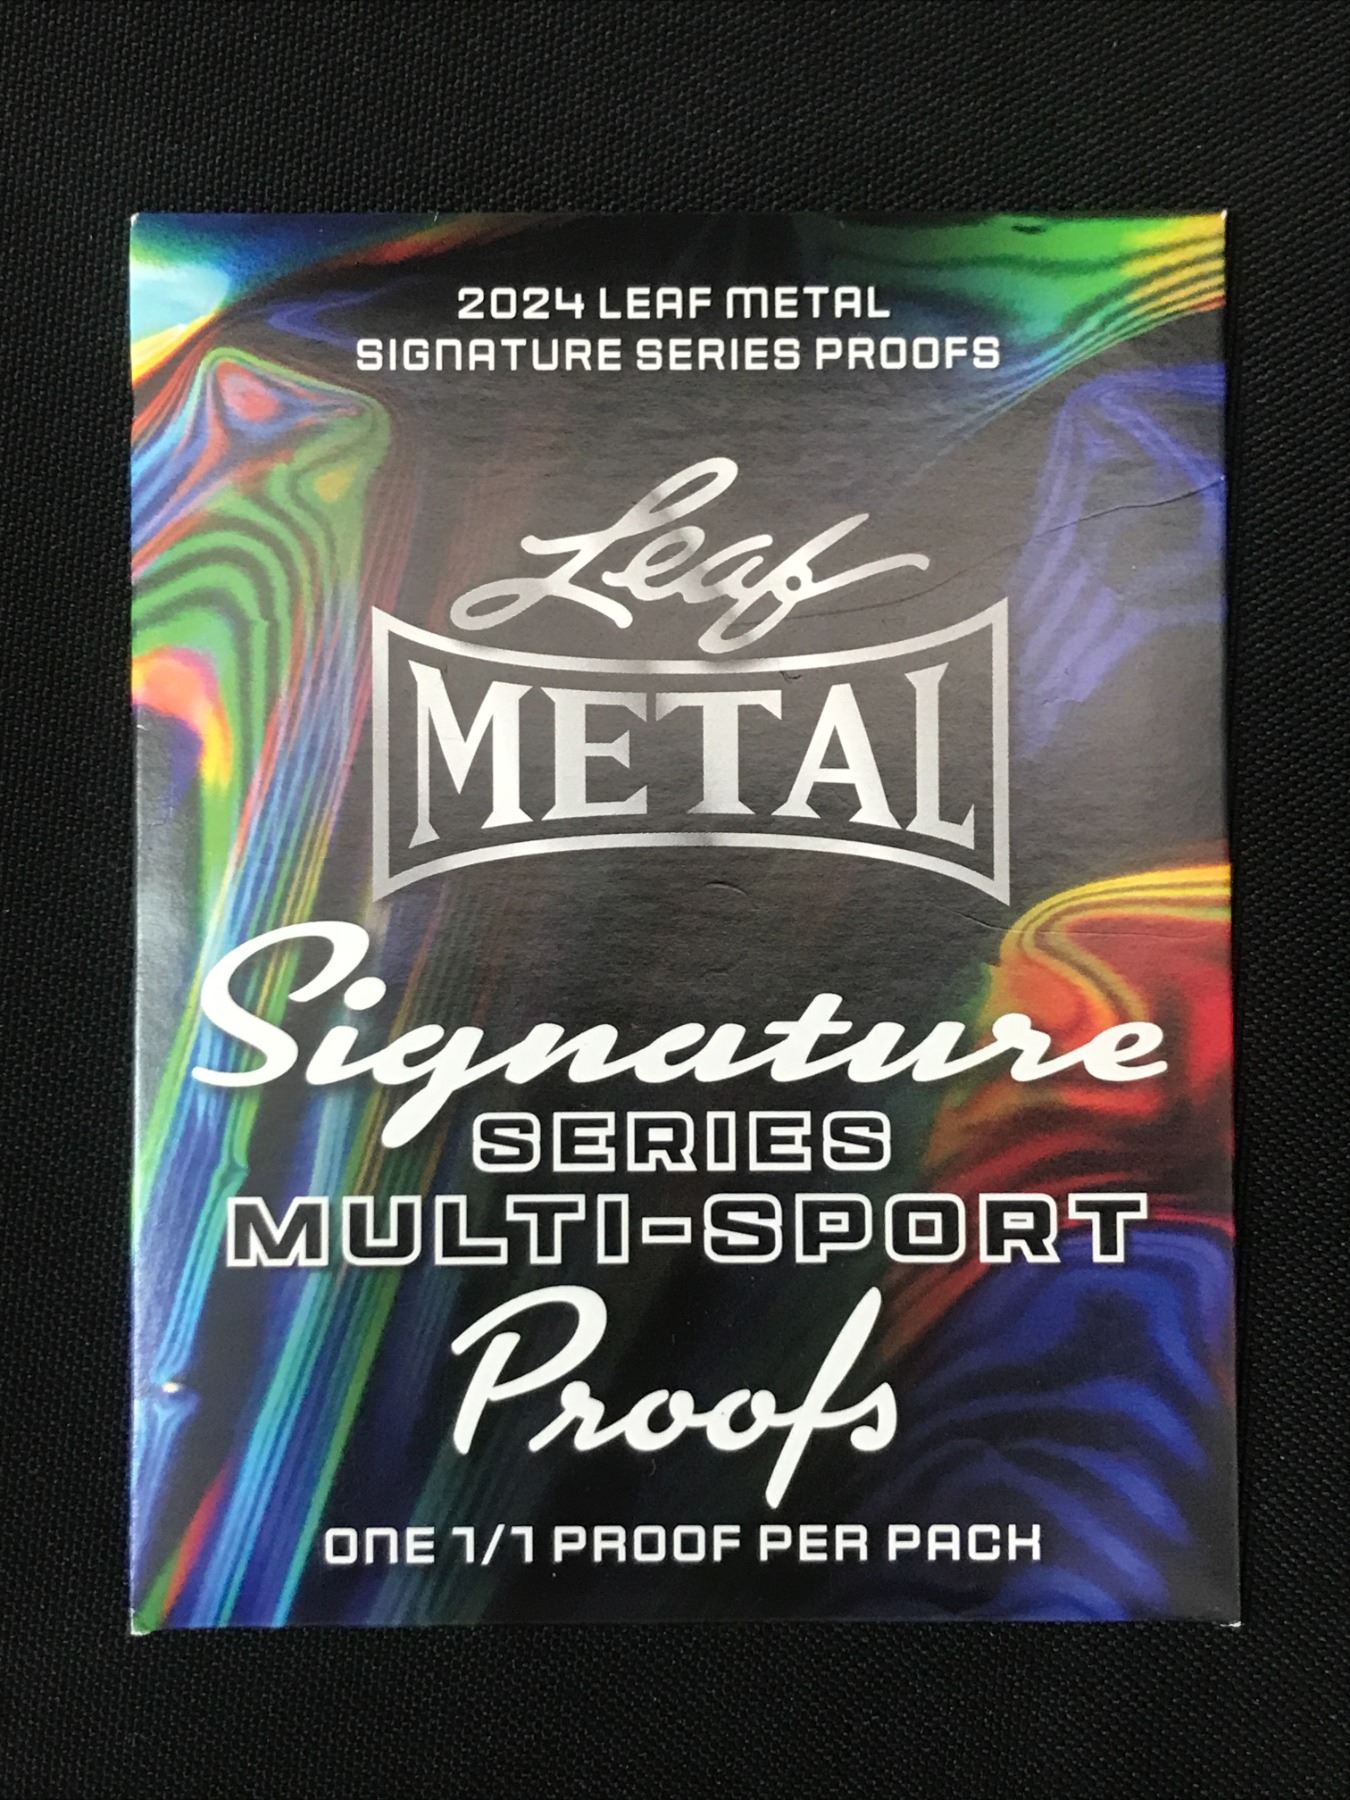 2024 LEAF METAL
SIGNATURE SERIES PROOFS
Leaf
METAL
Signature
SERIES
MULTI-SPORT
Proofs
ONE 1/1 PROOF PER PACK